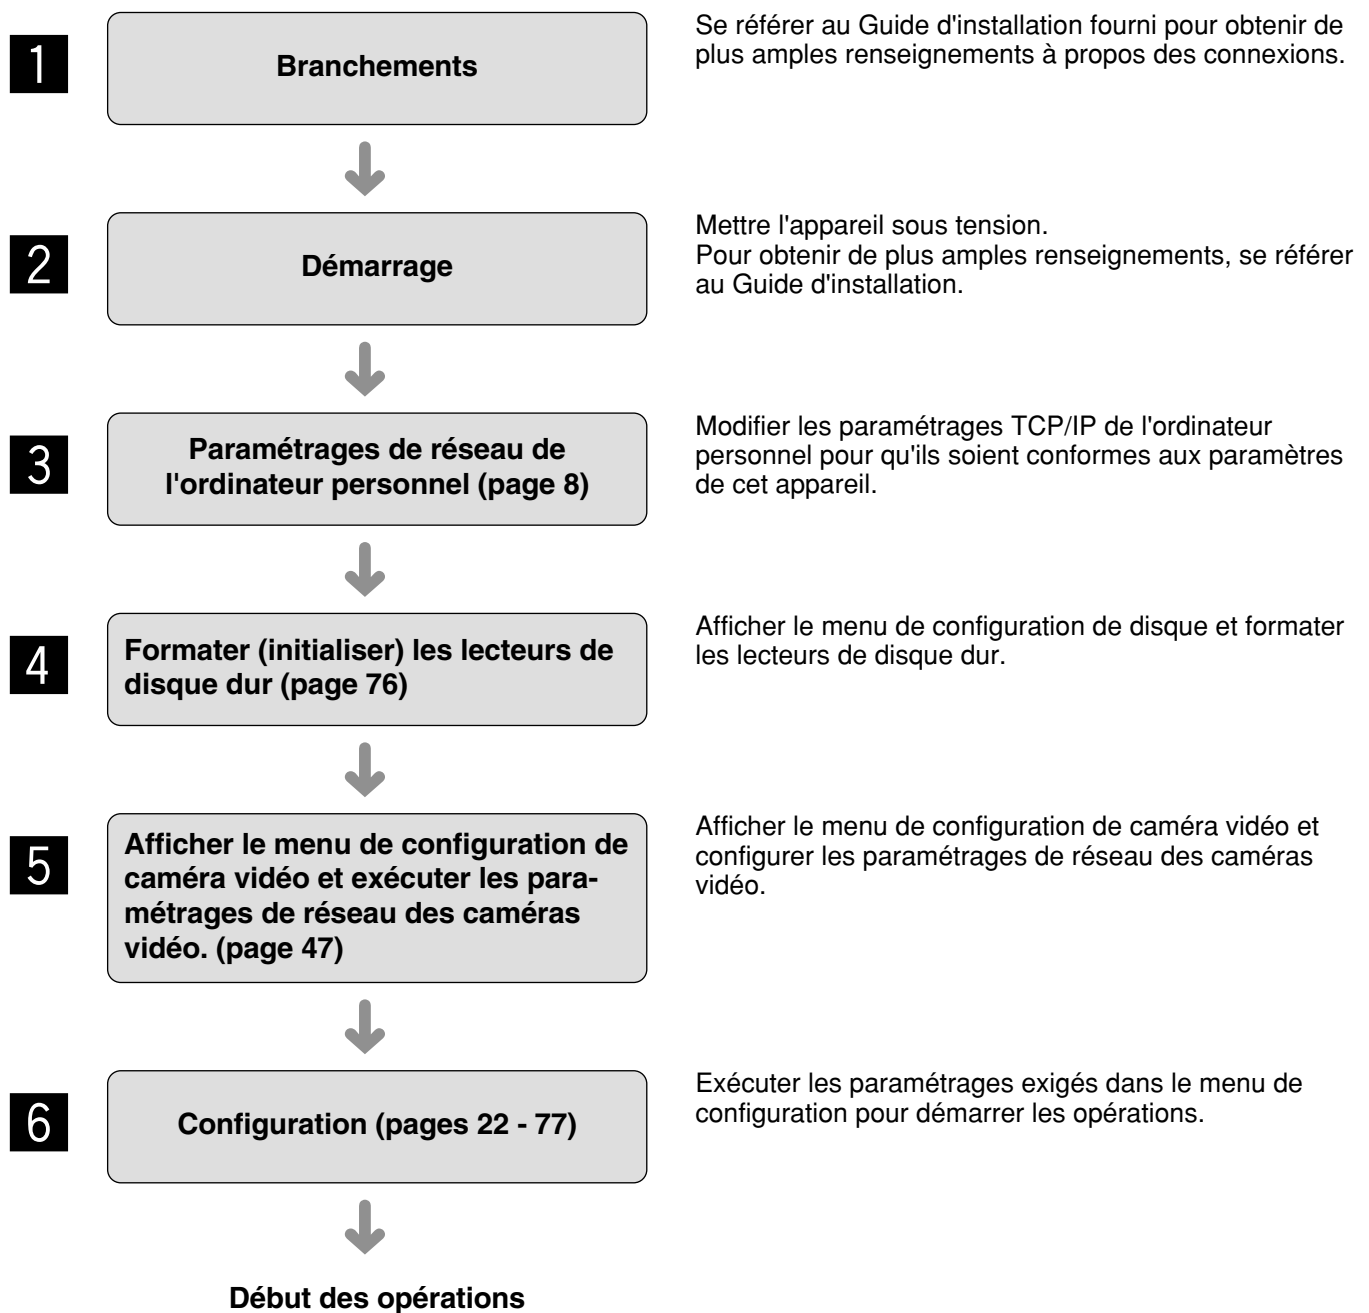 1
Branchements
Se référer au Guide d'installation fourni pour obtenir de
plus amples renseignements à propos des connexions.
2
Démarrage
Mettre l'appareil sous tension.
Pour obtenir de plus amples renseignements, se référer
au Guide d'installation.
3
Paramétrages de réseau de
l'ordinateur personnel (page 8)
Modifier les paramétrages TCP/IP de l'ordinateur
personnel pour qu'ils soient conformes aux paramètres
de cet appareil.
4
Formater (initialiser) les lecteurs de
disque dur (page 76)
Afficher le menu de configuration de disque et formater
les lecteurs de disque dur.
5
Afficher le menu de configuration de
caméra vidéo et exécuter les para-
métrages de réseau des caméras
vidéo. (page 47)
Afficher le menu de configuration de caméra vidéo et
configurer les paramétrages de réseau des caméras
vidéo.
6
Configuration (pages 22 - 77)
Exécuter les paramétrages exigés dans le menu de
configuration pour démarrer les opérations.
Début des opérations